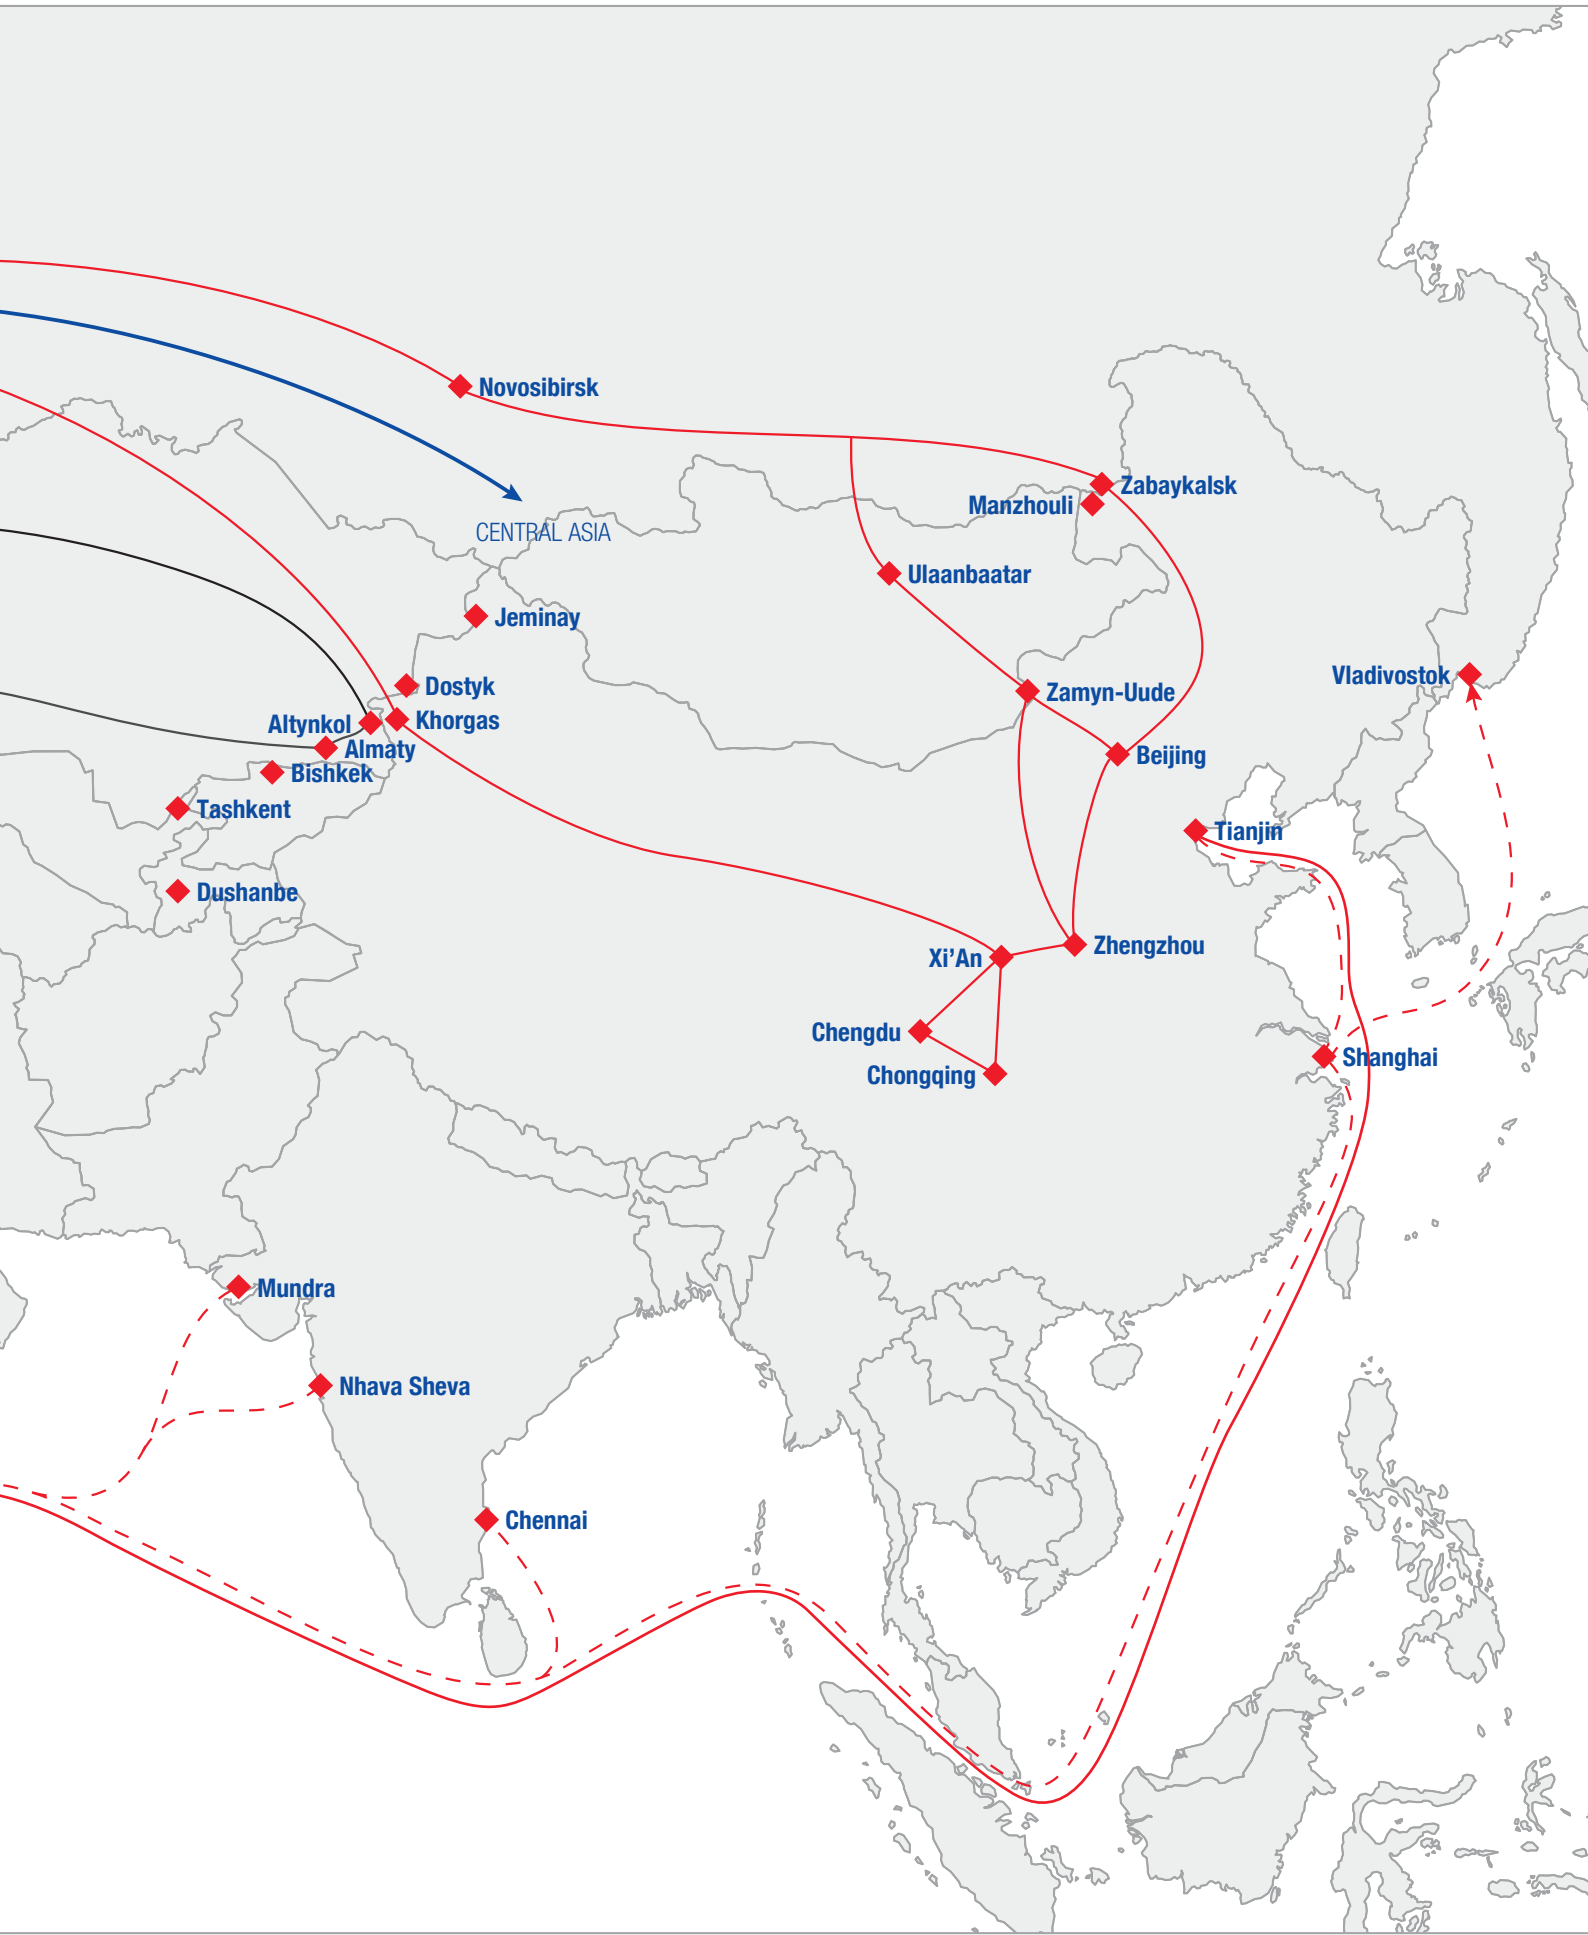 Novosibirsk
Zabaykalsk
Manzhouli
CENTRAL ASIA
Ulaanbaatar
Jeminay
Vladivostok
Dostyk
Zamyn-Uude
Altynkol
Khorgas
Almaty
Beijing
Bishkek
Tashkent
Tianjin
Dushanbe
Zhengzhou
Xi’An
Chengdu
Shanghai
Chongqing
Mundra
Nhava Sheva
Chennai